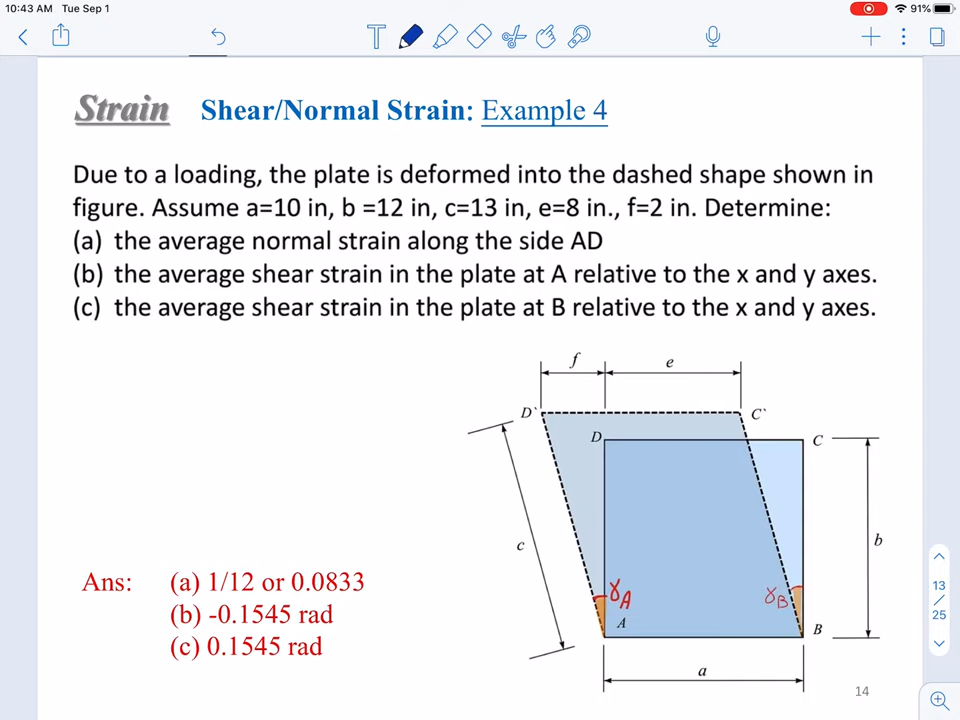 10:43 AM Tue Sep 1
91%
Strain Shear/Normal Strain: Example 4
Due to a loading, the plate is deformed into the dashed shape shown in
figure. Assume a=10 in, b =12 in, c=13 in, e=8 in., f=2 in. Determine:
(a) the average normal strain along the side AD
(b) the average shear strain in the plate at A relative to the x and y axes.
(c) the average shear strain in the plate at B relative to the x and y axes.
f
e
D`
C`
D
C
c
b
Ans: (a) 1/12 or 0.0833
(b) -0.1545 rad
(c) 0.1545 rad
γA
γB
A
B
a
13
/
25
14